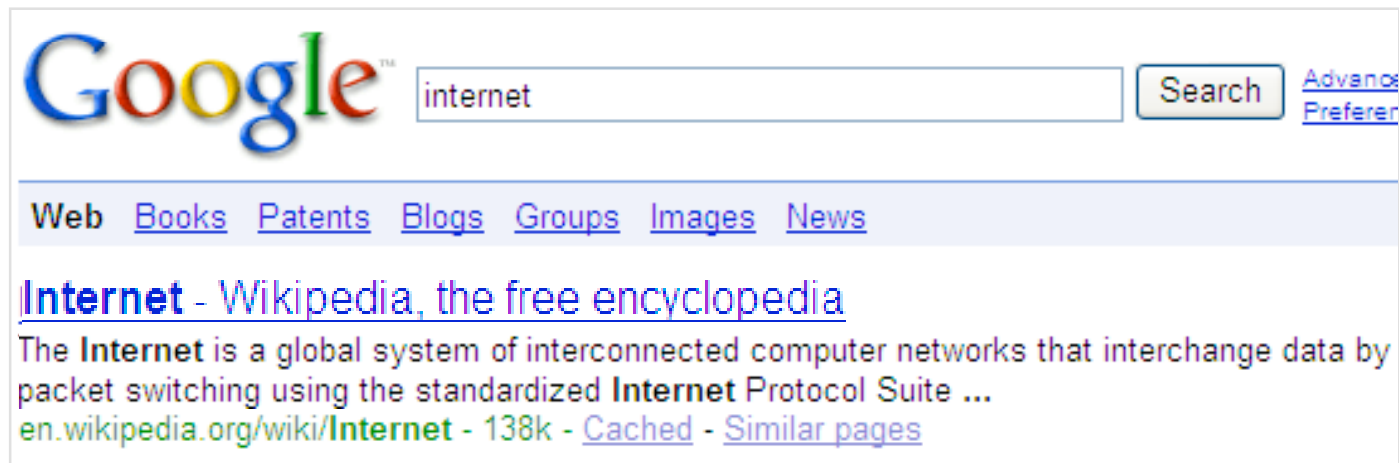 Google™ internet Search Advance
Preferen
Web Books Patents Blogs Groups Images News
Internet - Wikipedia, the free encyclopedia
The Internet is a global system of interconnected computer networks that interchange data by
packet switching using the standardized Internet Protocol Suite ...
en.wikipedia.org/wiki/Internet - 138k - Cached - Similar pages